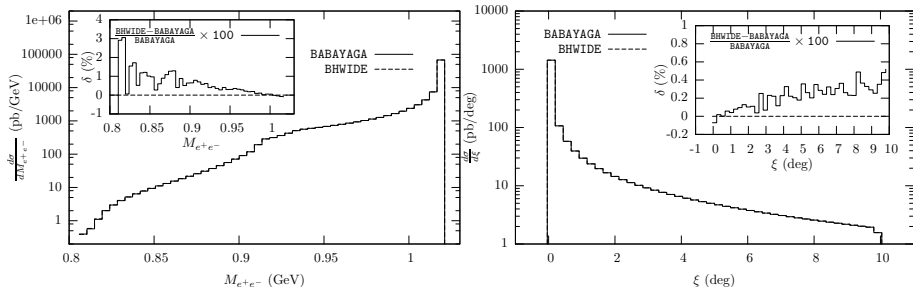 1e+06
100000
10000
1000
100
10
1
dσ/dM_{e+e-} (pb/GeV)
0.8 0.85 0.9 0.95 1
M_{e+e-} (GeV)
BABAYAGA
BHWIDE
4
3
2
1
0
-1
δ (%)
BHWIDE−BABAYAGA/BABAYAGA × 100
0.8 0.85 0.9 0.95 1
M_{e+e-}
10000
1000
100
10
1
dσ/dξ (pb/deg)
0 2 4 6 8 10
ξ (deg)
BABAYAGA
BHWIDE
1
0.8
0.6
0.4
0.2
0
-0.2
δ (%)
BHWIDE−BABAYAGA/BABAYAGA × 100
-1 0 1 2 3 4 5 6 7 8 9 10
ξ (deg)